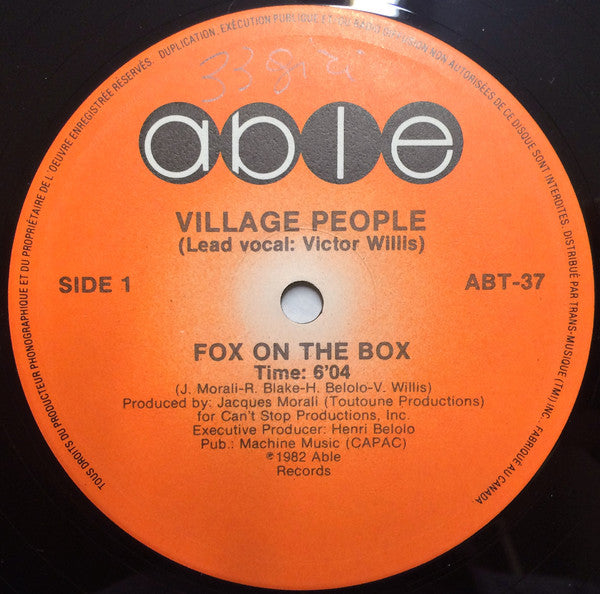 TOUS DROITS DU PRODUCTEUR PHONOGRAPHIQUE ET DU PROPRIÉTAIRE DE L'OEUVRE ENREGISTRÉE RÉSERVÉS. DUPLICATION, EXÉCUTION PUBLIQUE ET RADIODIFFUSION NON AUTORISÉES DE CE DISQUE SONT INTERDITES. DISTRIBUÉ PAR TRANS-MUSIQUE (TMI) INC. FABRIQUÉ AU CANADA
able
VILLAGE PEOPLE
(Lead vocal: Victor Willis)
SIDE 1 ABT-37
FOX ON THE BOX
Time: 6'04
(J. Morali-R. Blake-H. Belolo-V. Willis)
Produced by: Jacques Morali (Toutoune Productions)
for Can't Stop Productions, Inc.
Executive Producer: Henri Belolo
Pub.: Machine Music (CAPAC)
℗1982 Able
Records